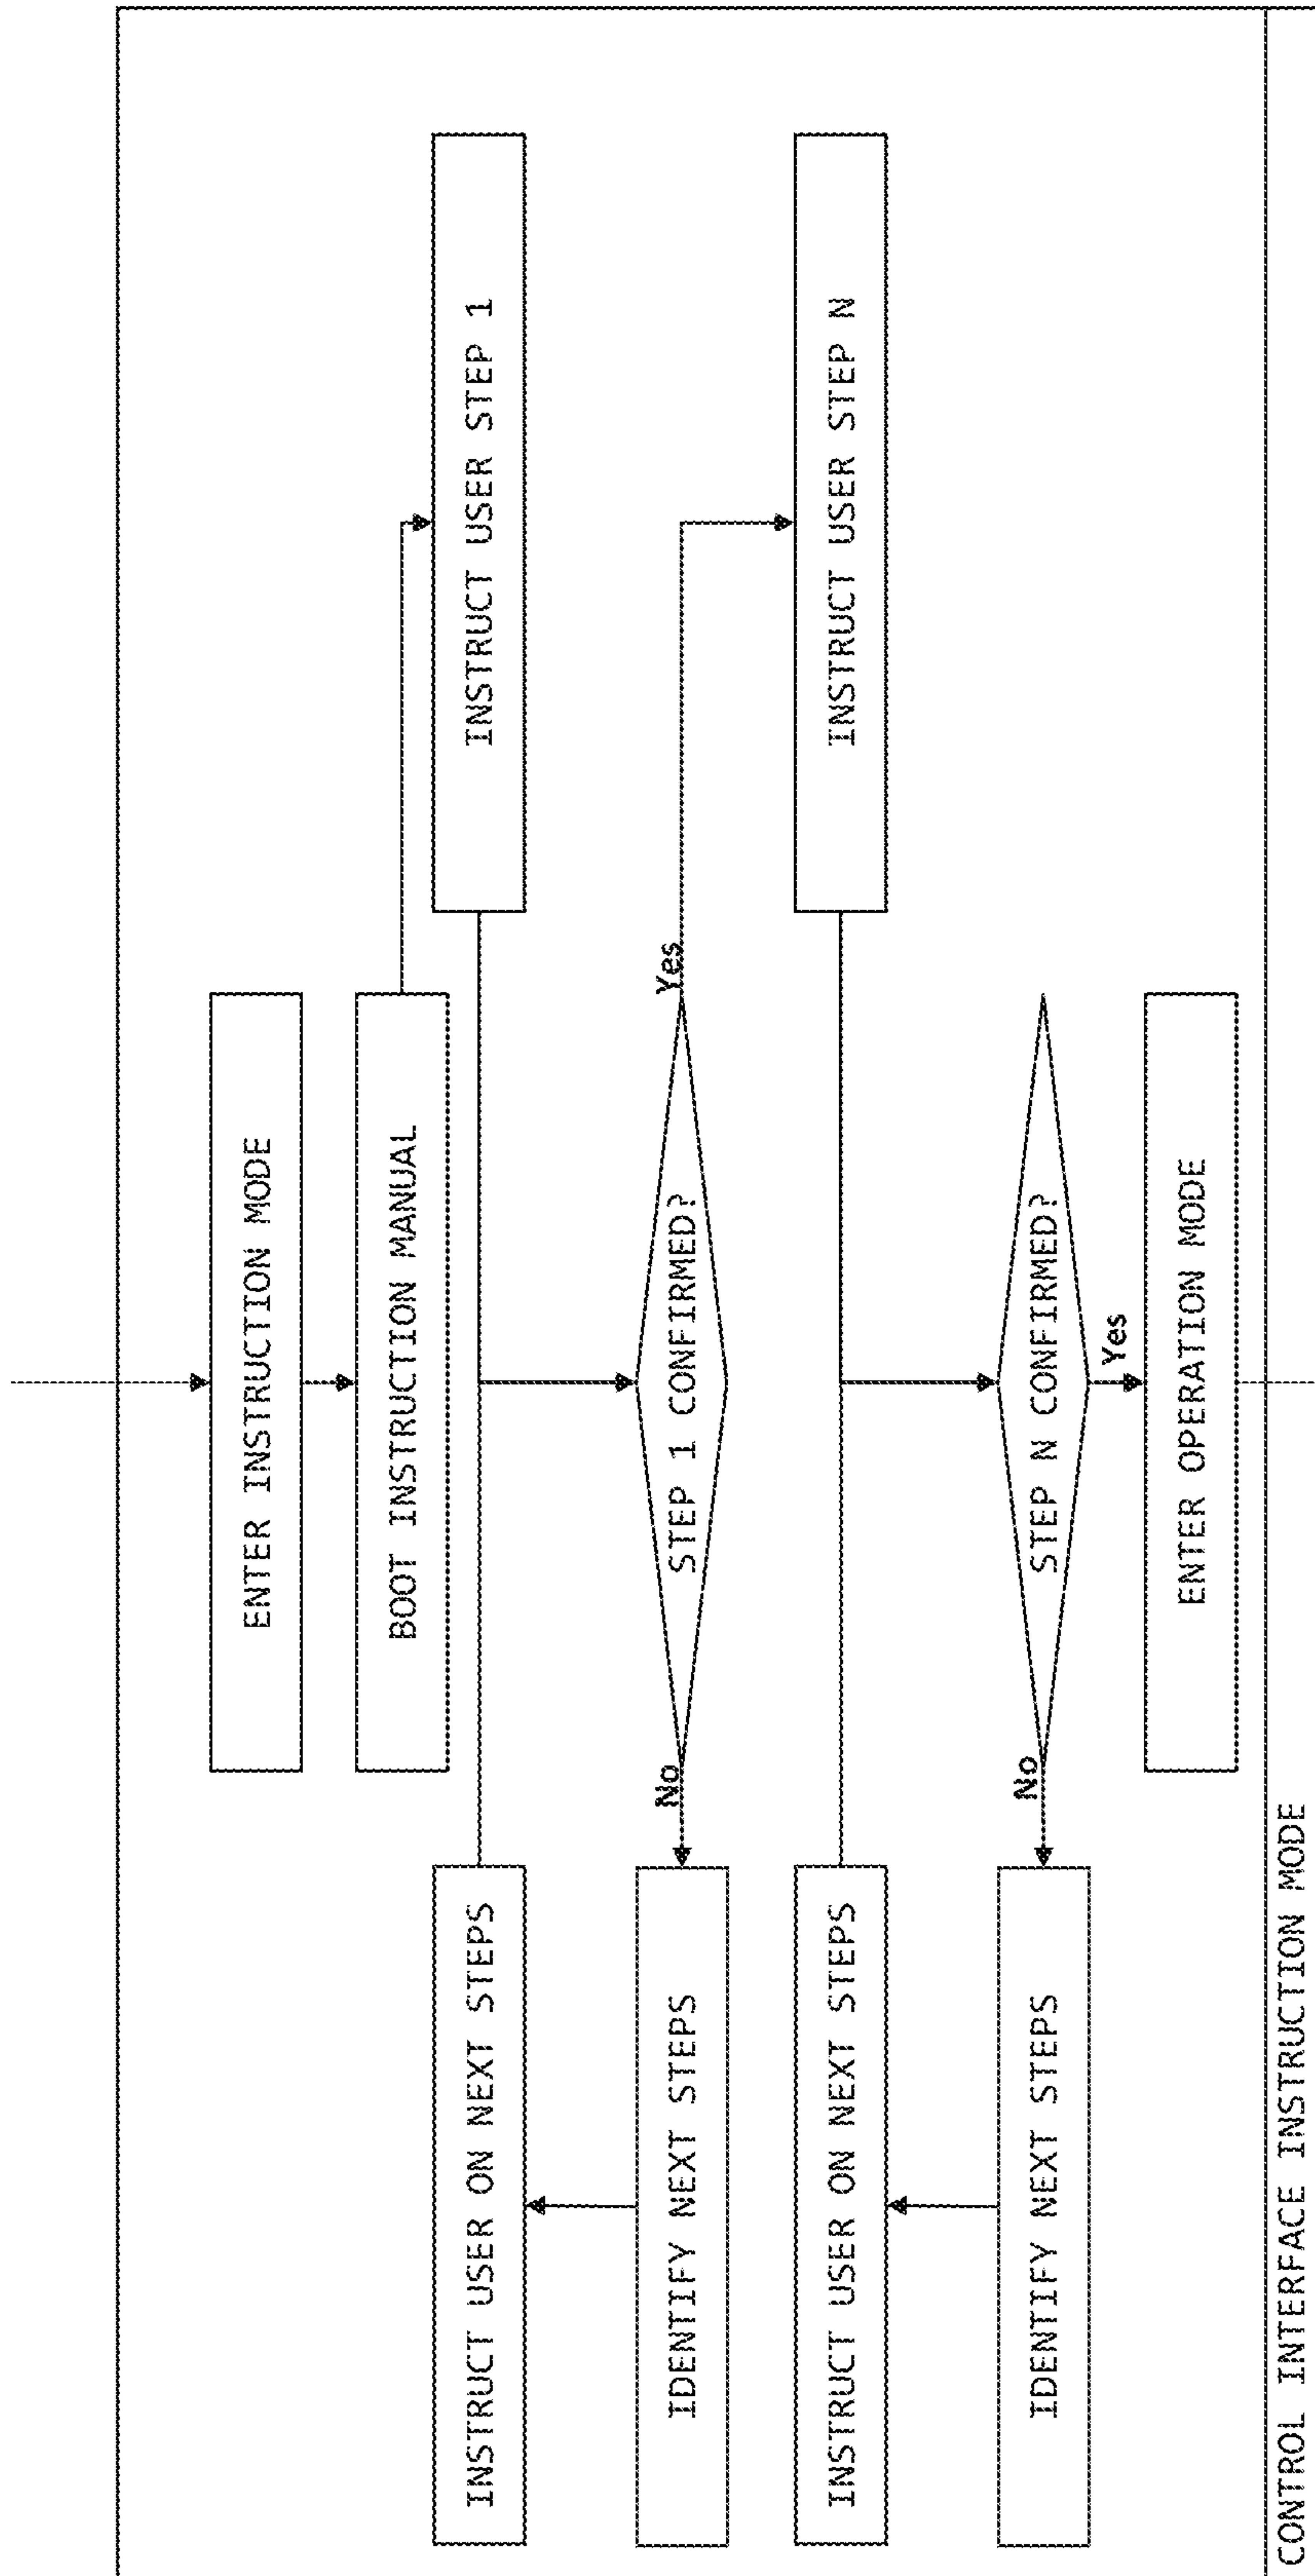 ENTER INSTRUCTION MODE
BOOT INSTRUCTION MANUAL
INSTRUCT USER ON NEXT STEPS
INSTRUCT USER STEP 1
No
STEP 1 CONFIRMED?
Yes
IDENTIFY NEXT STEPS
INSTRUCT USER ON NEXT STEPS
INSTRUCT USER STEP N
No
STEP N CONFIRMED?
IDENTIFY NEXT STEPS
Yes
ENTER OPERATION MODE
CONTROL INTERFACE INSTRUCTION MODE